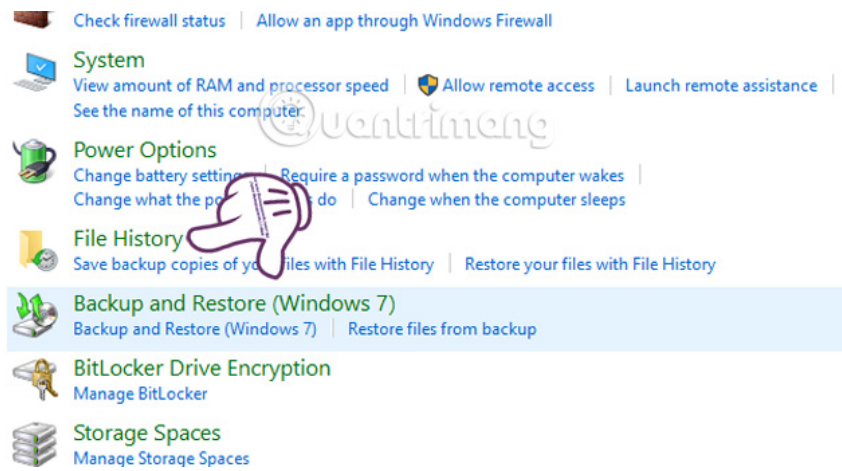 Check firewall status | Allow an app through Windows Firewall
System
View amount of RAM and processor speed | Allow remote access | Launch remote assistance |
See the name of this computer
Quantrimang
Power Options
Change battery settings | Require a password when the computer wakes |
Change what the do | Change when the computer sleeps
File History
Save backup copies of your files with File History | Restore your files with File History
Backup and Restore (Windows 7)
Backup and Restore (Windows 7) | Restore files from backup
BitLocker Drive Encryption
Manage BitLocker
Storage Spaces
Manage Storage Spaces